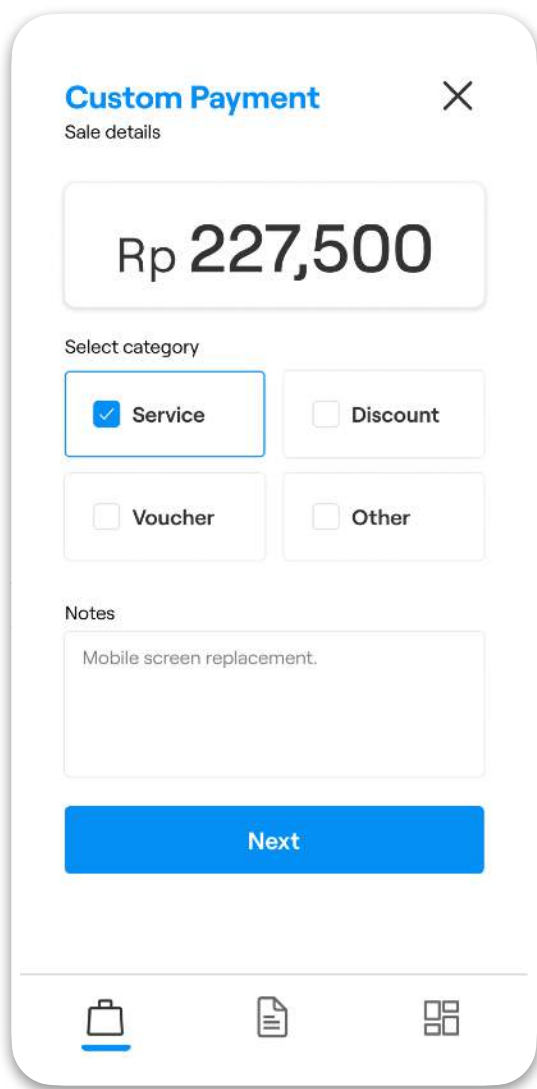 Custom Payment
Sale details
Rp 227,500
Select category
Service
Discount
Voucher
Other
Notes
Mobile screen replacement.
Next